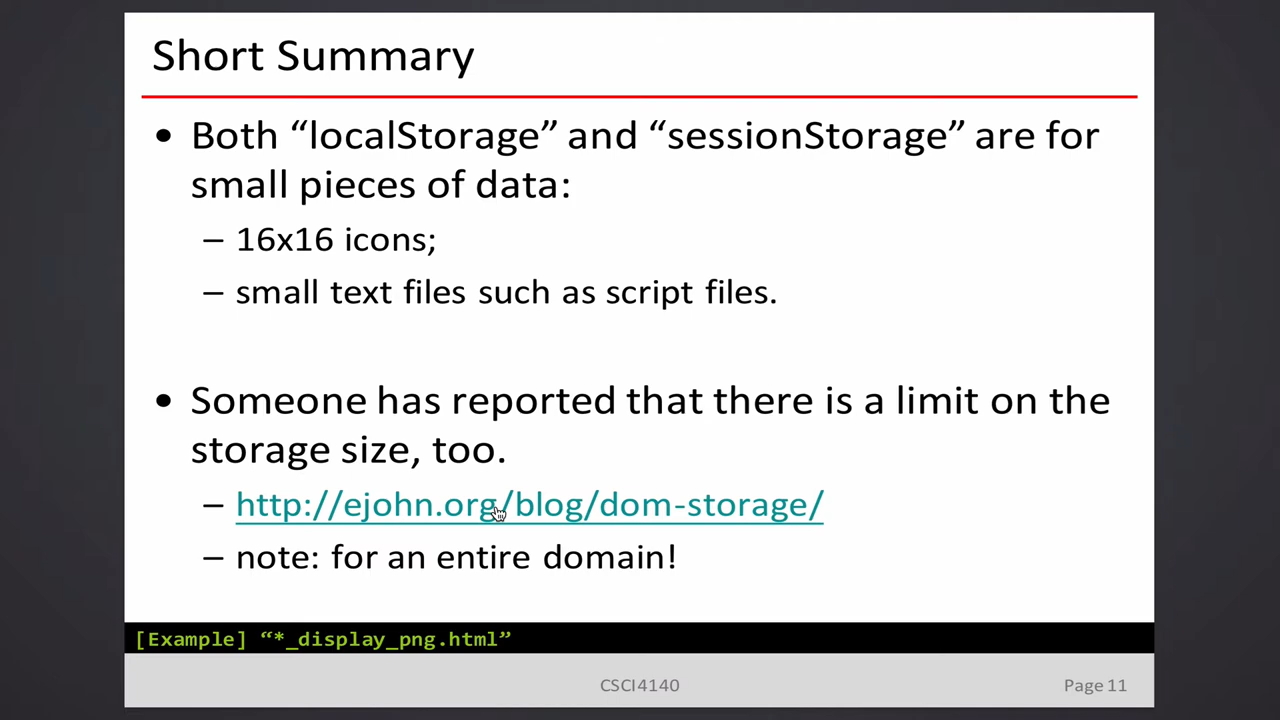 Short Summary
• Both “localStorage” and “sessionStorage” are for
small pieces of data:
– 16x16 icons;
– small text files such as script files.
• Someone has reported that there is a limit on the
storage size, too.
– http://ejohn.org/blog/dom-storage/
– note: for an entire domain!
[Example] “*_display_png.html”
CSCI4140
Page 11